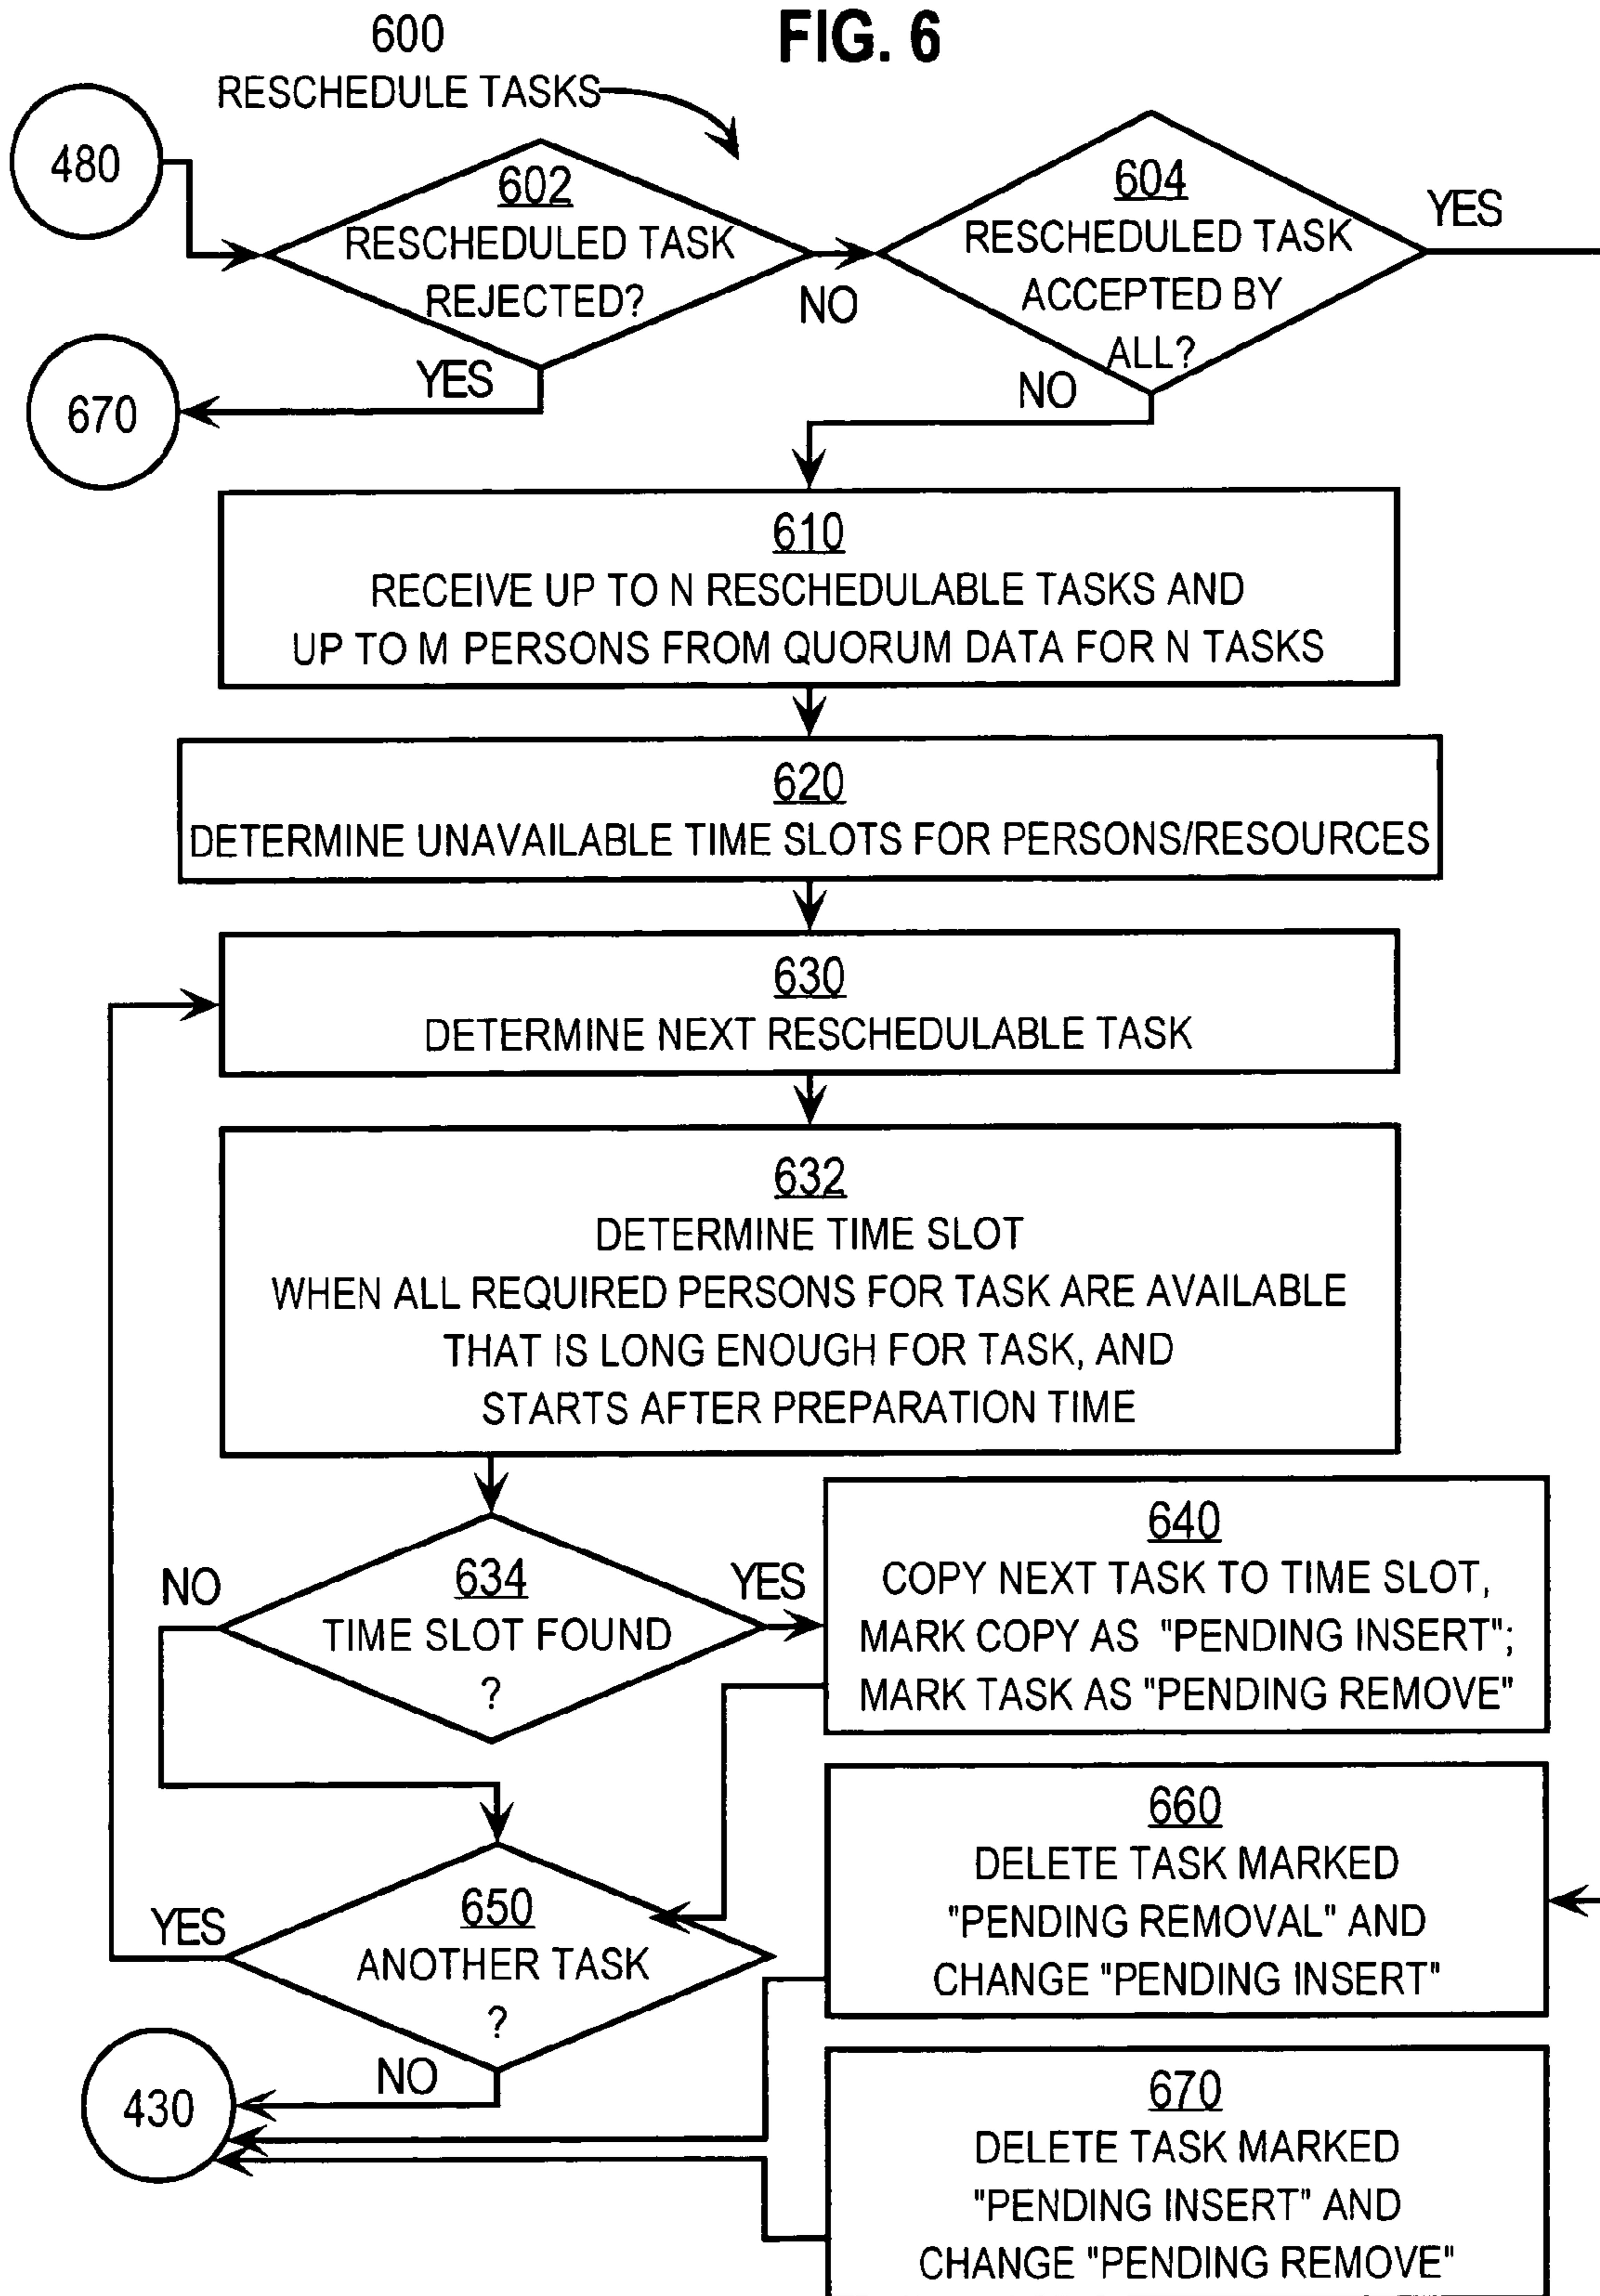 FIG. 6
600
RESCHEDULE TASKS
480
602
RESCHEDULED TASK
REJECTED?
NO
YES
670
604
RESCHEDULED TASK
ACCEPTED BY
ALL?
YES
NO
610
RECEIVE UP TO N RESCHEDULABLE TASKS AND
UP TO M PERSONS FROM QUORUM DATA FOR N TASKS
620
DETERMINE UNAVAILABLE TIME SLOTS FOR PERSONS/RESOURCES
630
DETERMINE NEXT RESCHEDULABLE TASK
632
DETERMINE TIME SLOT
WHEN ALL REQUIRED PERSONS FOR TASK ARE AVAILABLE
THAT IS LONG ENOUGH FOR TASK, AND
STARTS AFTER PREPARATION TIME
634
TIME SLOT FOUND
?
NO
YES
640
COPY NEXT TASK TO TIME SLOT,
MARK COPY AS "PENDING INSERT";
MARK TASK AS "PENDING REMOVE"
650
ANOTHER TASK
?
YES
NO
430
660
DELETE TASK MARKED
"PENDING REMOVAL" AND
CHANGE "PENDING INSERT"
670
DELETE TASK MARKED
"PENDING INSERT" AND
CHANGE "PENDING REMOVE"